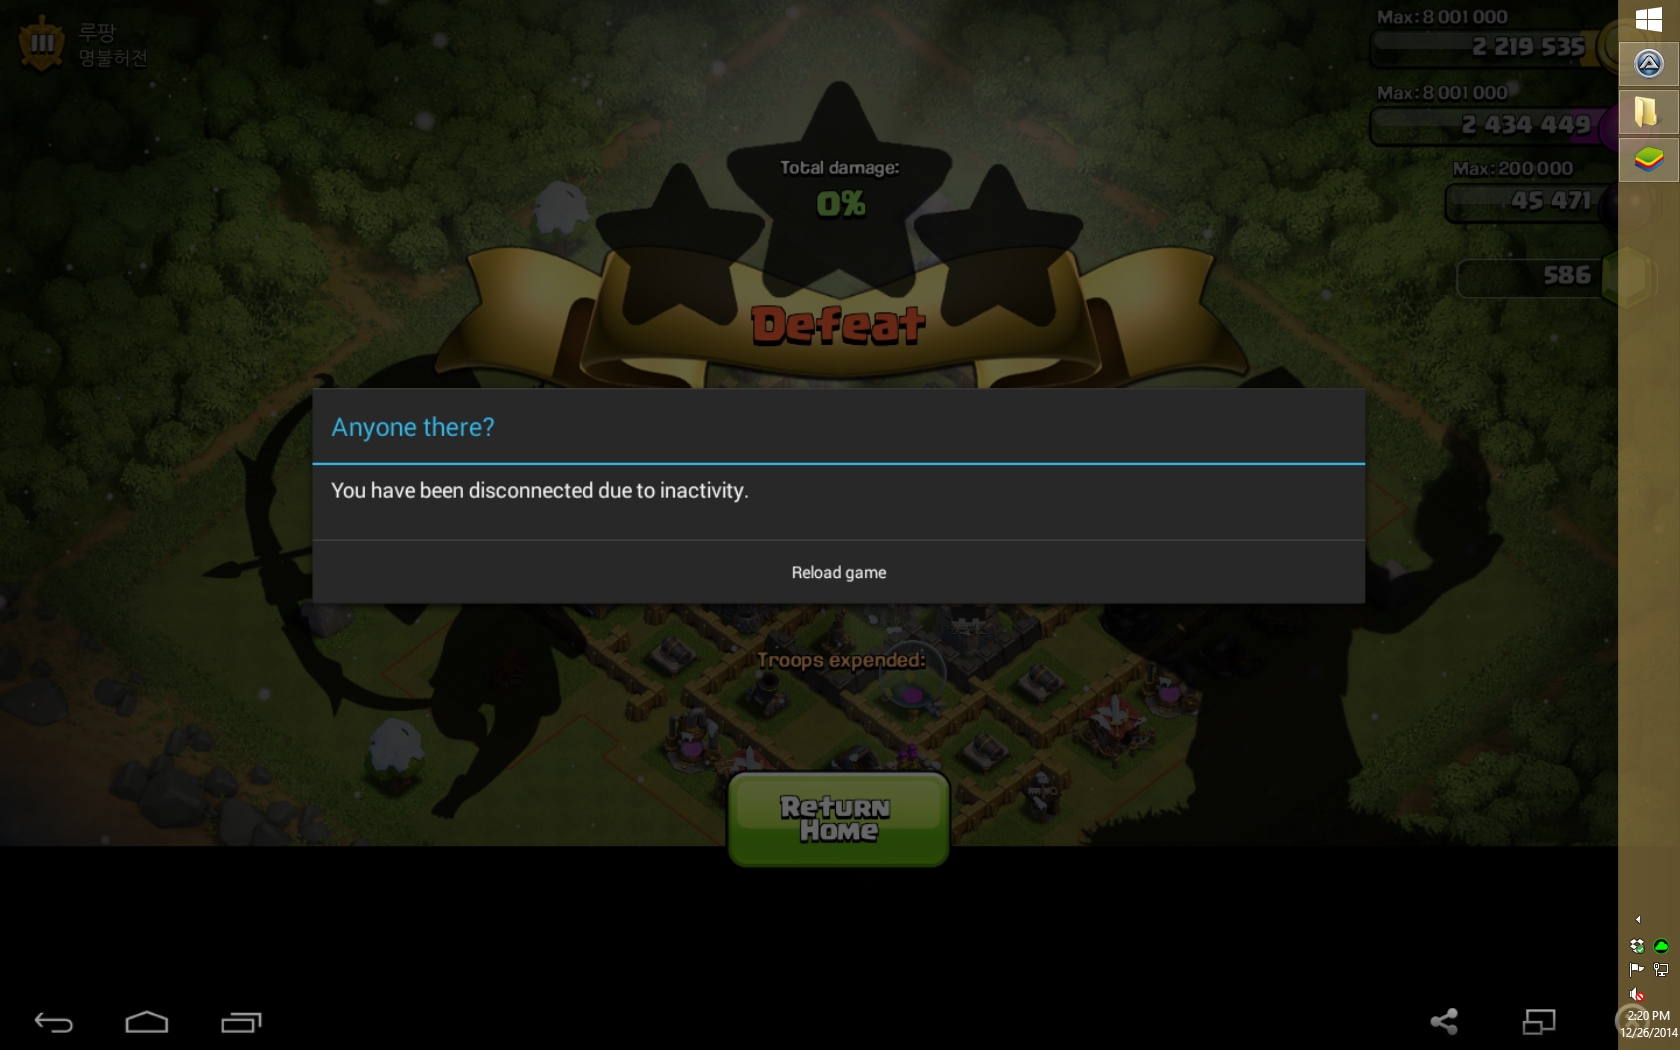 루팡
명불허전
Max: 8 001 000
2 219 535
Max: 8 001 000
2 434 449
Max: 200 000
45 471
586
Total damage:
0%
Defeat
Anyone there?
You have been disconnected due to inactivity.
Reload game
Troops expended:
Return
Home
2:20 PM
12/26/2014